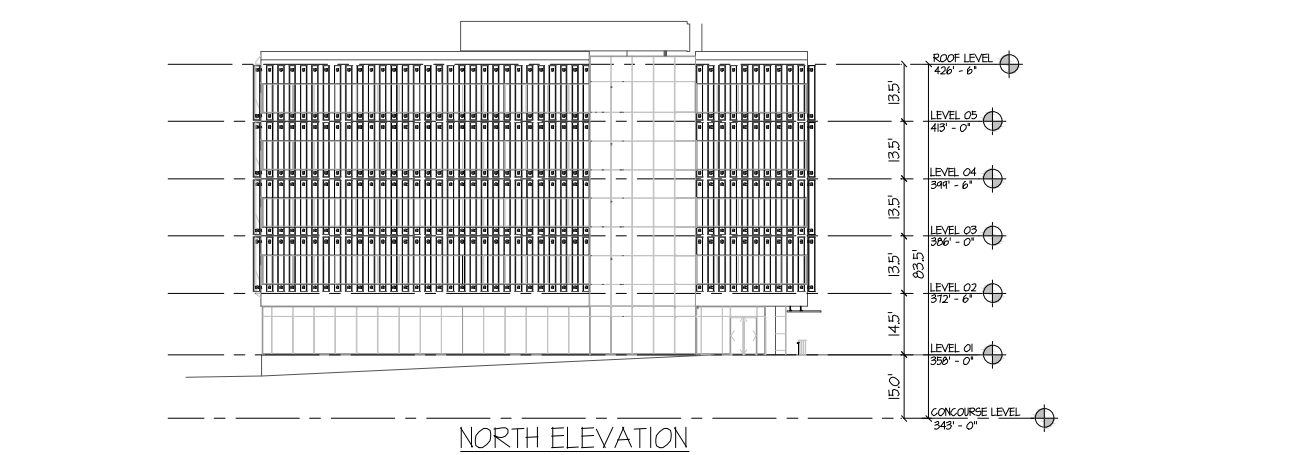 ROOF LEVEL
426' - 6"
13.5'
LEVEL 05
413' - 0"
13.5'
LEVEL 04
399' - 6"
13.5'
LEVEL 03
386' - 0"
13.5'
83.5'
LEVEL 02
372' - 6"
14.5'
LEVEL 01
358' - 0"
15.0'
CONCOURSE LEVEL
343' - 0"
NORTH ELEVATION